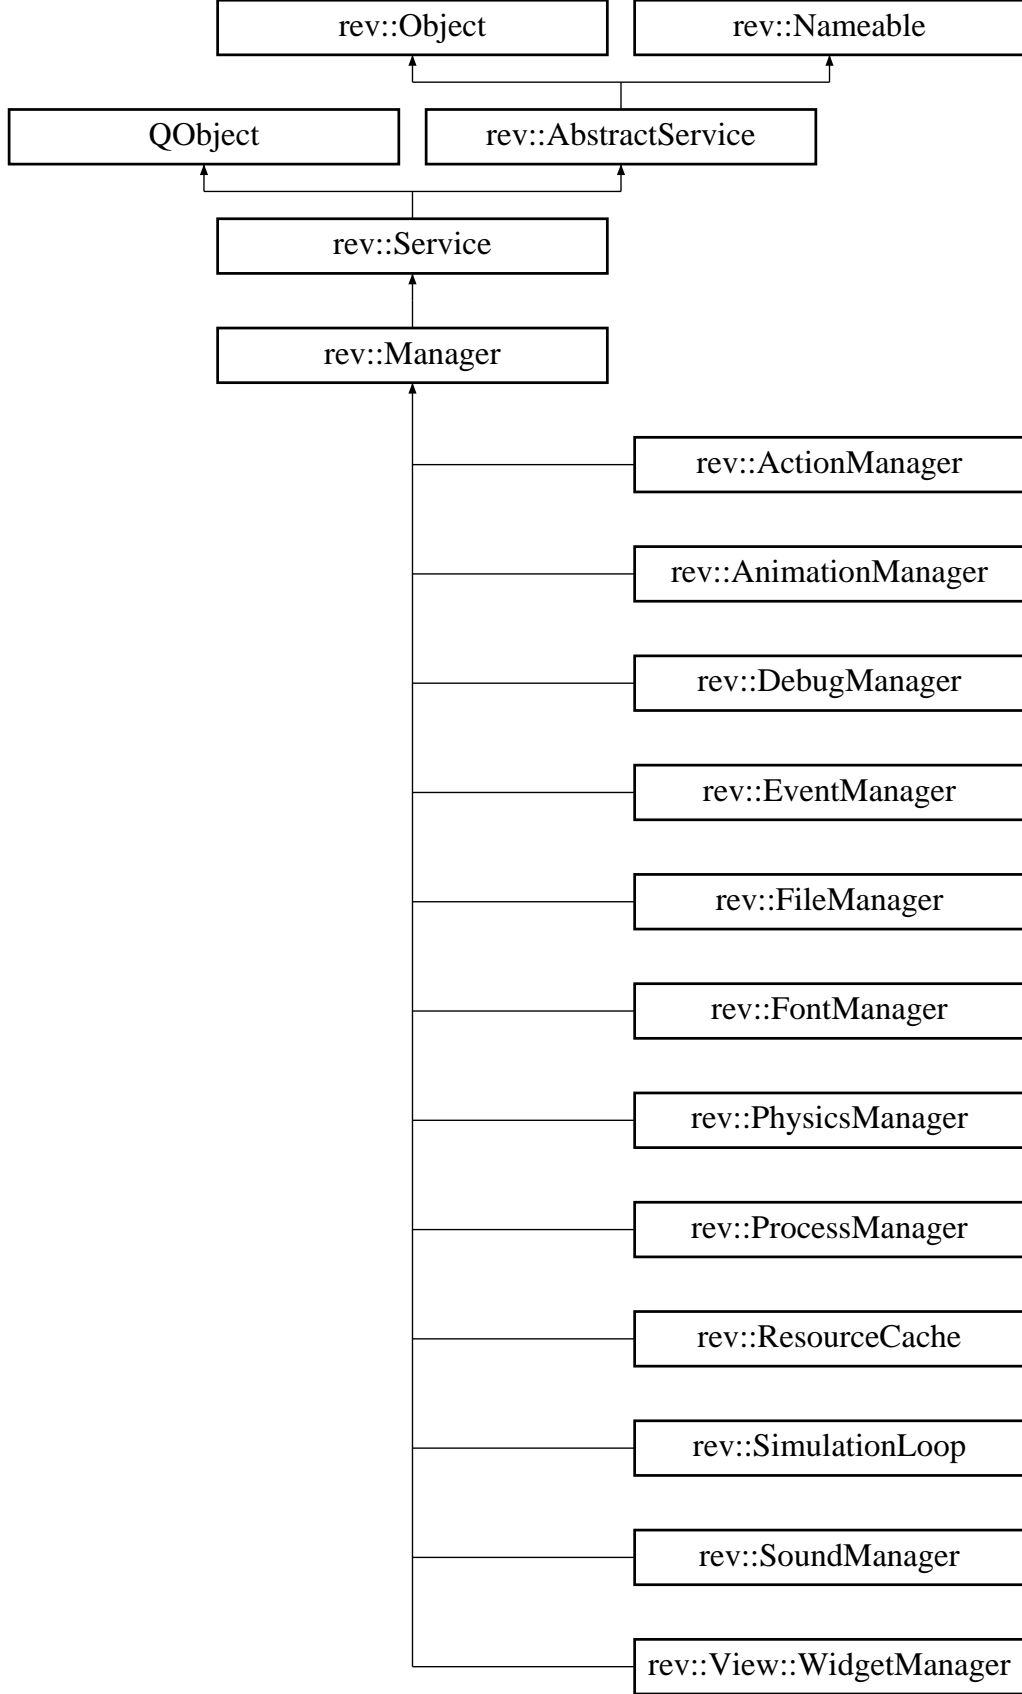 rev::Object
rev::Nameable
QObject
rev::AbstractService
rev::Service
rev::Manager
rev::ActionManager
rev::AnimationManager
rev::DebugManager
rev::EventManager
rev::FileManager
rev::FontManager
rev::PhysicsManager
rev::ProcessManager
rev::ResourceCache
rev::SimulationLoop
rev::SoundManager
rev::View::WidgetManager